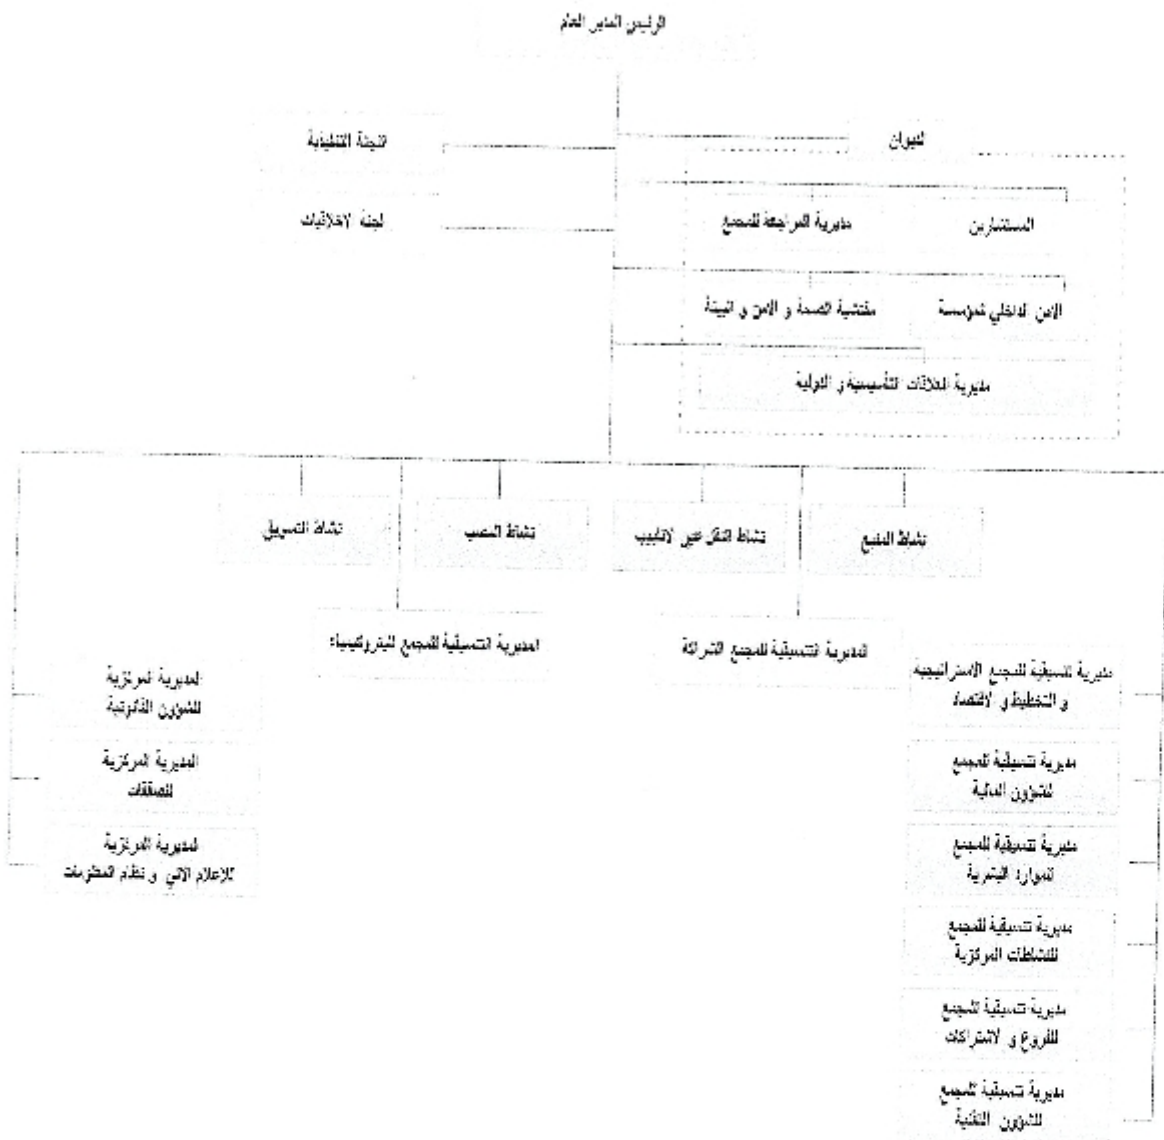 الرئيس المدير العام
الديوان
اللجنة التنفيذية
المستشارين
مديرية المراجعة للمجمع
لجنة الاخلاقيات
الامن الداخلي للمؤسسة
مفتشية الصحة و الامن و البيئة
مديرية العلاقات التأسيسية و الدولية
نشاط المنبع
نشاط النقل عبر الانابيب
نشاط المصب
نشاط التسويق
المديرية التنسيقية للمجمع الشراكة
المديرية التنسيقية للمجمع للبتروكيمياء
مديرية تنسيقية للمجمع الاستراتيجية
و التخطيط و الاقتصاد
مديرية تنسيقية للمجمع
للشؤون المالية
مديرية تنسيقية للمجمع
للموارد البشرية
مديرية تنسيقية للمجمع
للنشاطات المركزية
مديرية تنسيقية للمجمع
للفروع و الاشتراكات
مديرية تنسيقية للمجمع
للشؤون التقنية
المديرية المركزية
للشؤون القانونية
المديرية المركزية
للصفقات
المديرية المركزية
للإعلام الآلي و نظام المعلومات